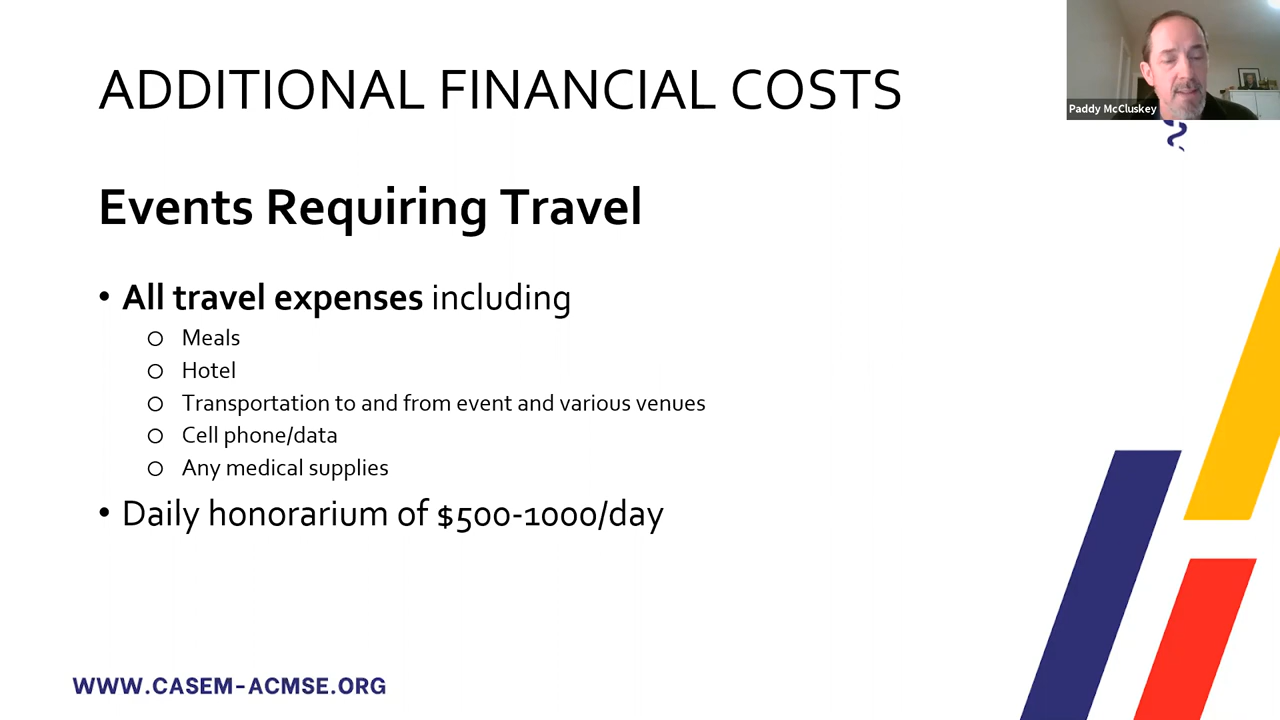 ADDITIONAL FINANCIAL COSTS
Paddy McCluskey
Events Requiring Travel
• All travel expenses including
o Meals
o Hotel
o Transportation to and from event and various venues
o Cell phone/data
o Any medical supplies
• Daily honorarium of $500-1000/day
WWW.CASEM-ACMSE.ORG